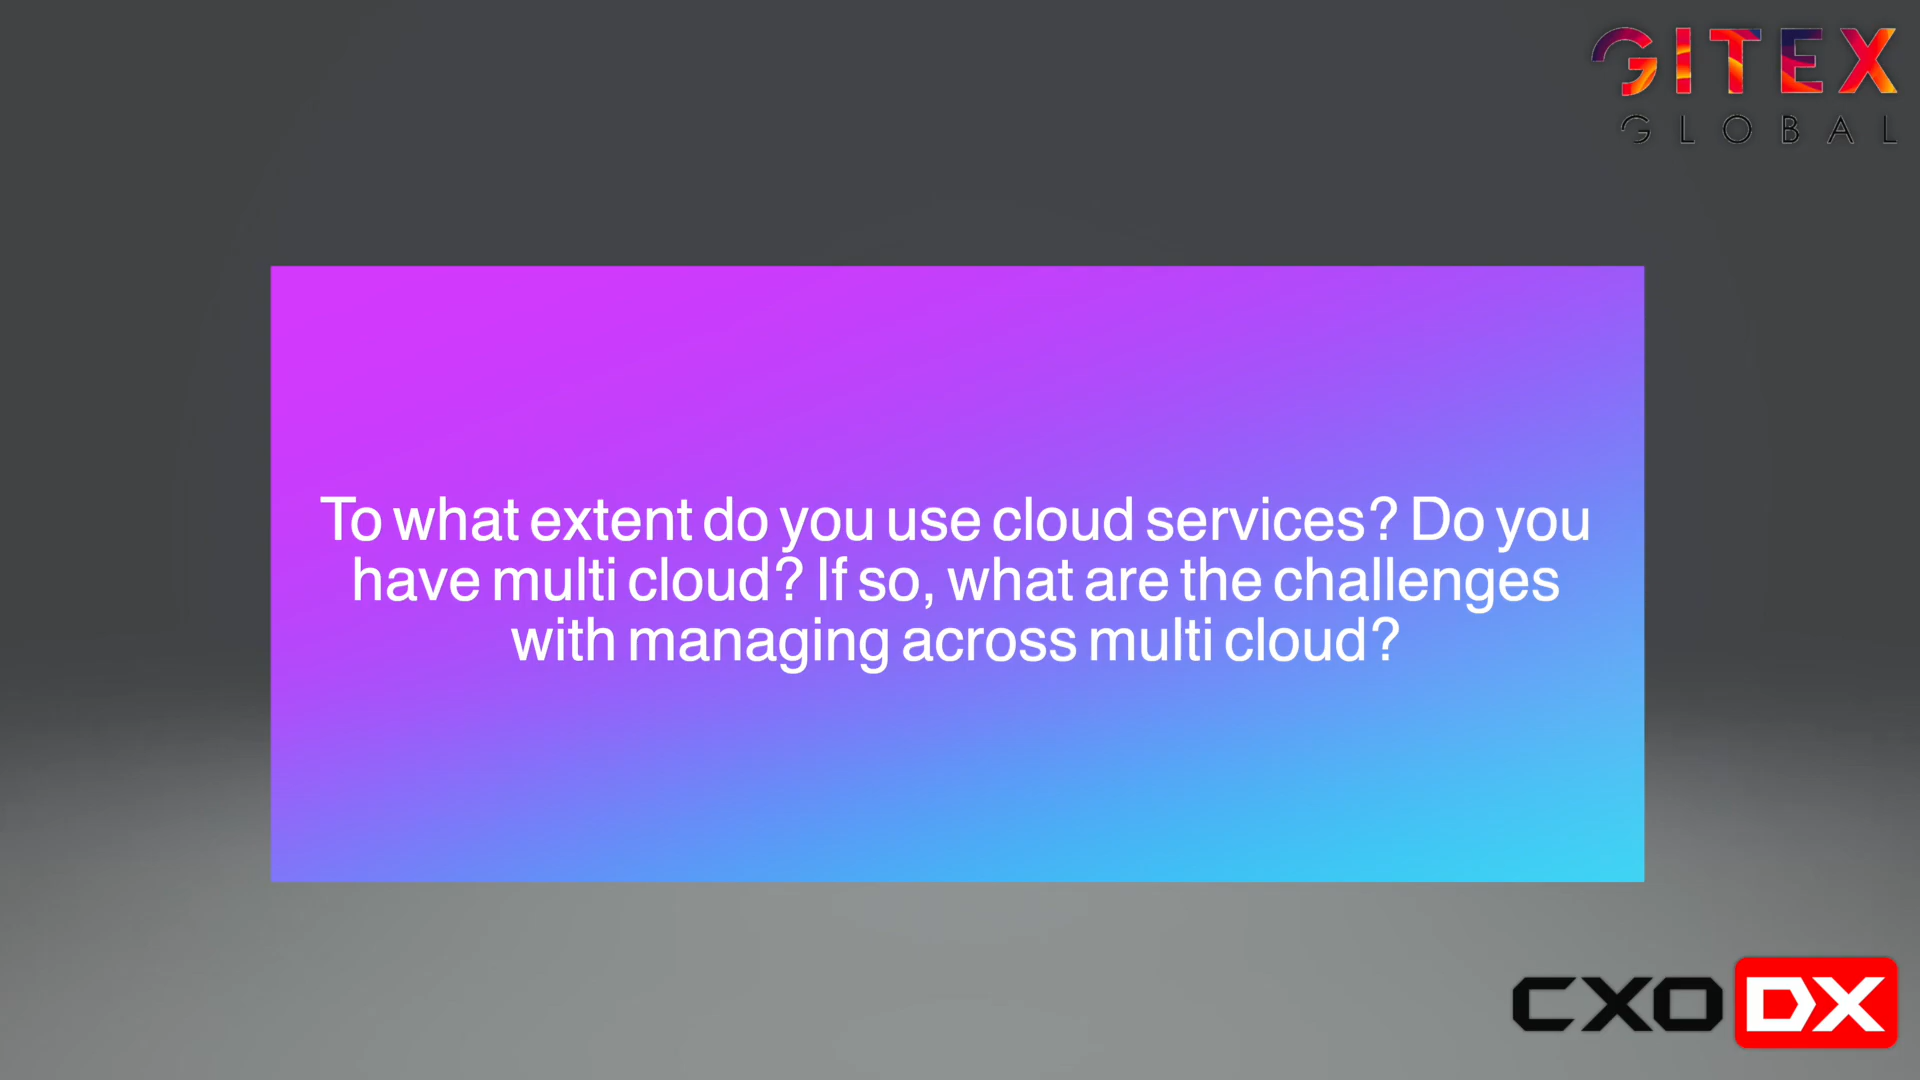 GITEX
GLOBAL
To what extent do you use cloud services? Do you
have multi cloud? If so, what are the challenges
with managing across multi cloud?
CXO DX